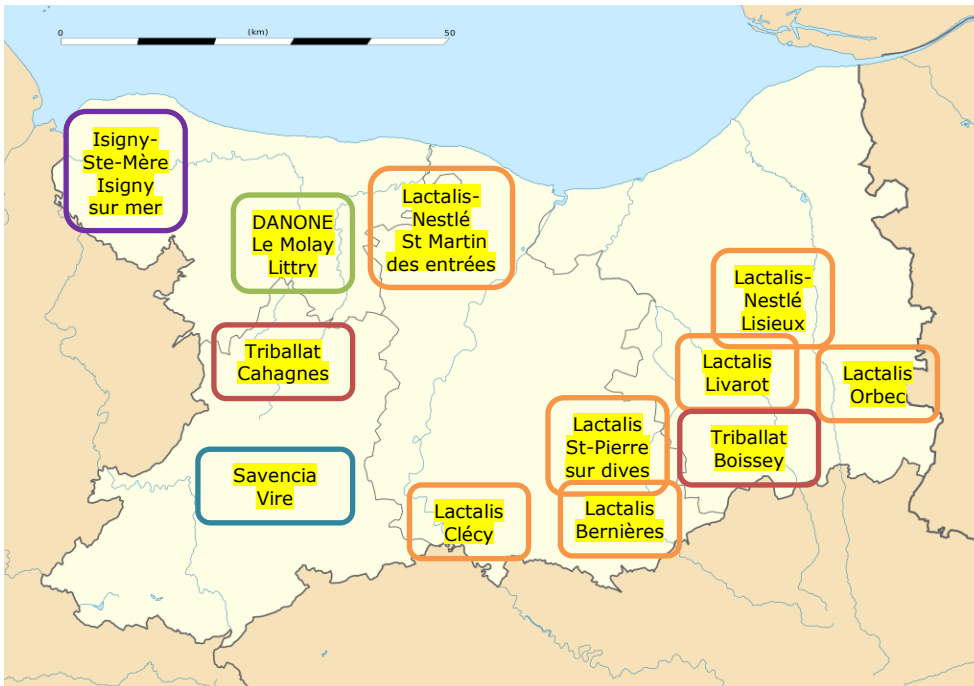 0
(km)
50
Isigny-
Ste-Mère
Isigny
sur mer
DANONE
Le Molay
Littry
Lactalis-
Nestlé
St Martin
des entrées
Lactalis-
Nestlé
Lisieux
Triballat
Cahagnes
Lactalis
Livarot
Lactalis
Orbec
Lactalis
St-Pierre
sur dives
Triballat
Boissey
Savencia
Vire
Lactalis
Clécy
Lactalis
Bernières